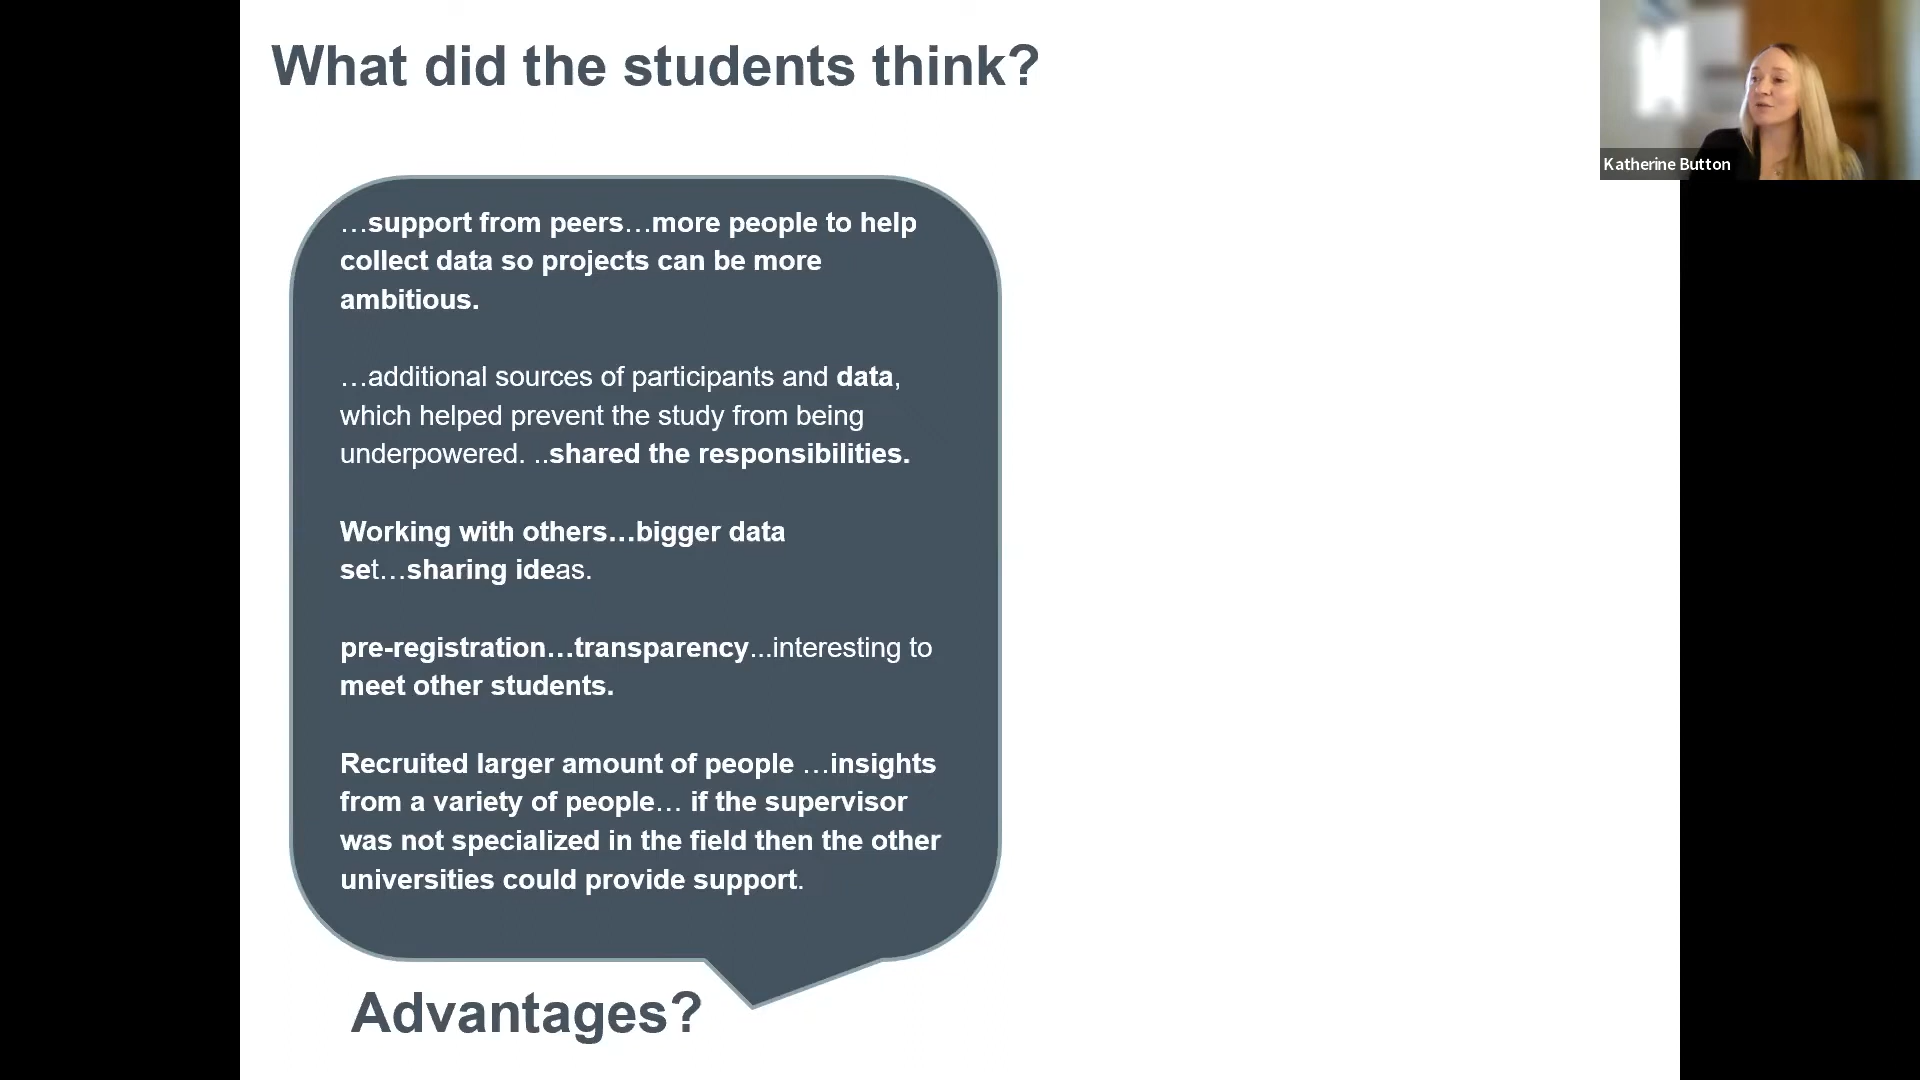 What did the students think?
Katherine Button
…support from peers…more people to help
collect data so projects can be more
ambitious.
…additional sources of participants and data,
which helped prevent the study from being
underpowered. ..shared the responsibilities.
Working with others…bigger data
set…sharing ideas.
pre-registration…transparency...interesting to
meet other students.
Recruited larger amount of people …insights
from a variety of people… if the supervisor
was not specialized in the field then the other
universities could provide support.
Advantages?